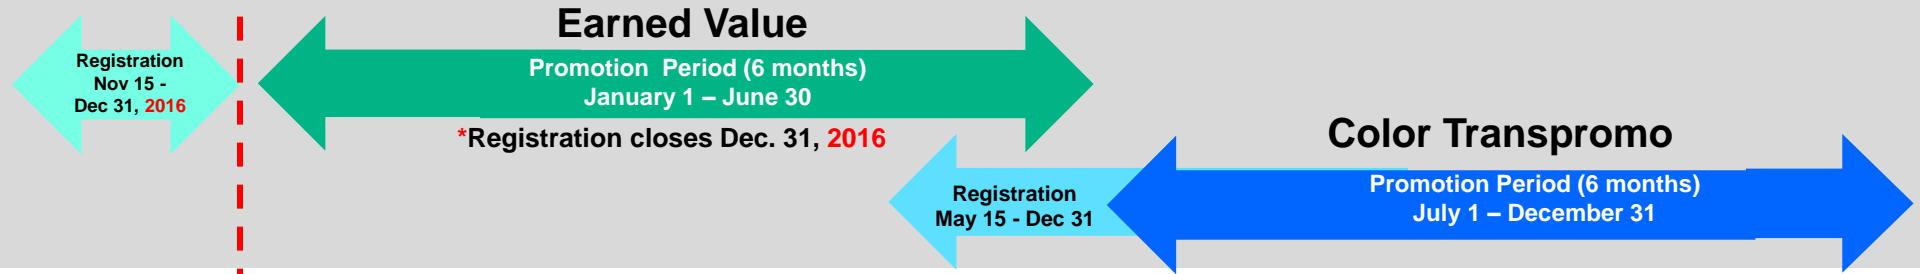 Earned Value
Registration
Nov 15 -
Dec 31, 2016
Promotion Period (6 months)
January 1 – June 30
*Registration closes Dec. 31, 2016
Color Transpromo
Registration
May 15 - Dec 31
Promotion Period (6 months)
July 1 – December 31